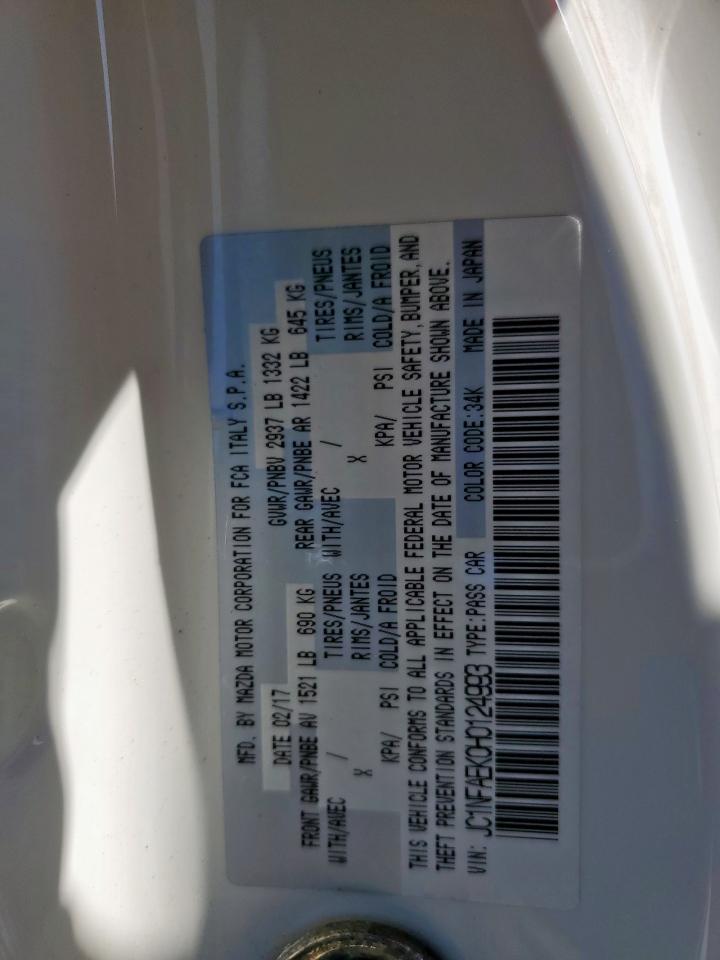 MFD. BY MAZDA MOTOR CORPORATION FOR FCA ITALY S.P.A.
DATE 02/17 GVWR/PNBV 2937 LB 1332 KG
FRONT GAWR/PNBE AV 1521 LB 690 KG REAR GAWR/PNBE AR 1422 LB 645 KG
WITH/AVEC / TIRES/PNEUS WITH/AVEC / TIRES/PNEUS
X RIMS/JANTES X RIMS/JANTES
KPA/ PSI COLD/A FROID KPA/ PSI COLD/A FROID
THIS VEHICLE CONFORMS TO ALL APPLICABLE FEDERAL MOTOR VEHICLE SAFETY, BUMPER, AND
THEFT PREVENTION STANDARDS IN EFFECT ON THE DATE OF MANUFACTURE SHOWN ABOVE.
VIN: JC1NFAEK0H0124993 TYPE:PASS CAR COLOR CODE:34K MADE IN JAPAN